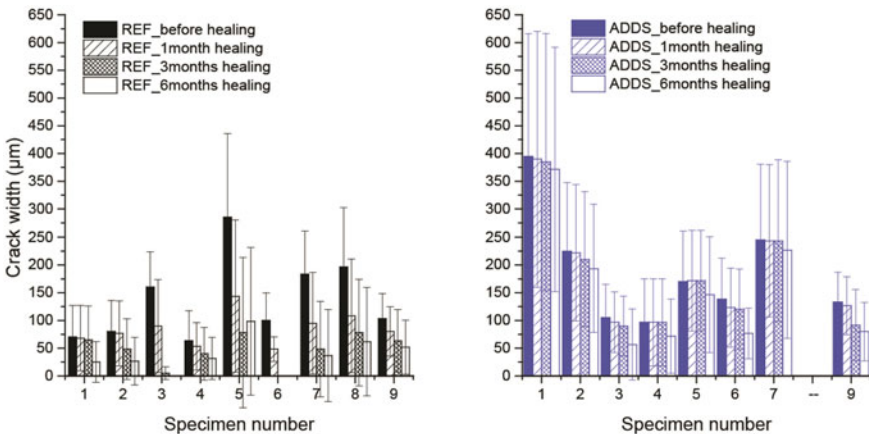 650
600
550
500
450
400
350
300
250
200
150
100
50
0
Crack width (µm)
REF_before healing
REF_1month healing
REF_3months healing
REF_6months healing
1 2 3 4 5 6 7 8 9
Specimen number
650
600
550
500
450
400
350
300
250
200
150
100
50
0
ADDS_before healing
ADDS_1month healing
ADDS_3months healing
ADDS_6months healing
1 2 3 4 5 6 7 -- 9
Specimen number